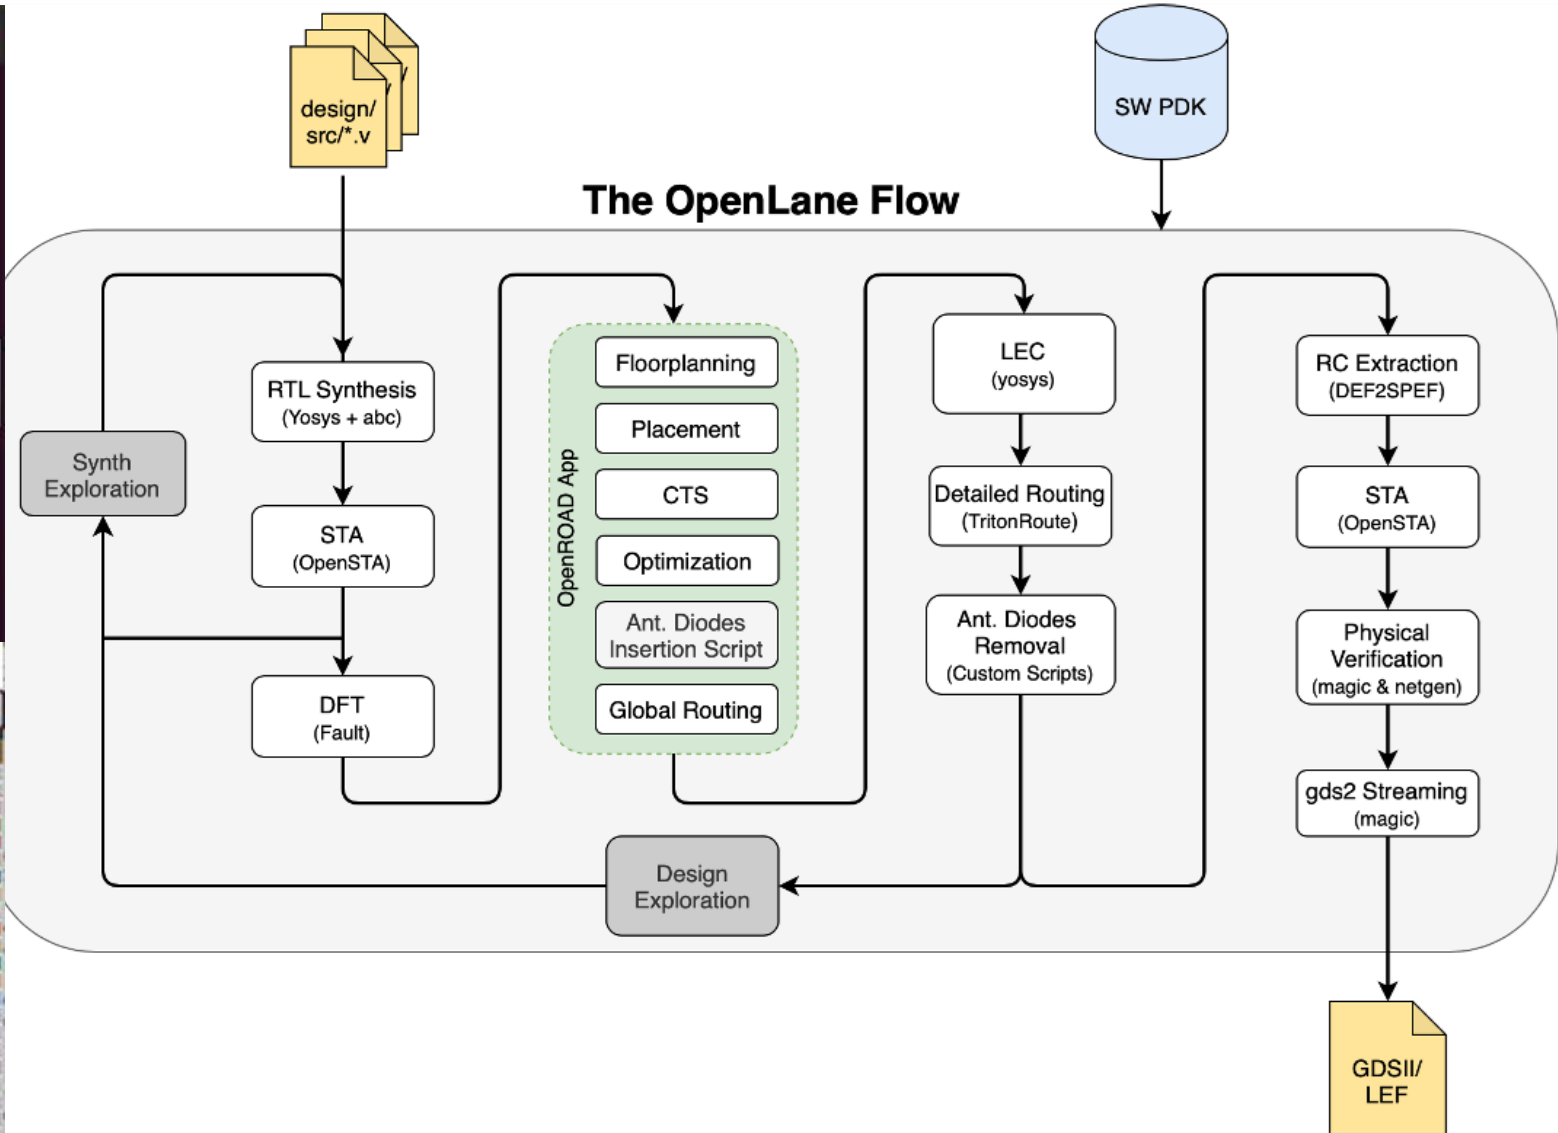 design/
src/*.v
SW PDK
The OpenLane Flow
RTL Synthesis
(Yosys + abc)
STA
(OpenSTA)
DFT
(Fault)
Synth
Exploration
OpenROAD App
Floorplanning
Placement
CTS
Optimization
Ant. Diodes
Insertion Script
Global Routing
LEC
(yosys)
Detailed Routing
(TritonRoute)
Ant. Diodes
Removal
(Custom Scripts)
Design
Exploration
RC Extraction
(DEF2SPEF)
STA
(OpenSTA)
Physical
Verification
(magic & netgen)
gds2 Streaming
(magic)
GDSII/
LEF